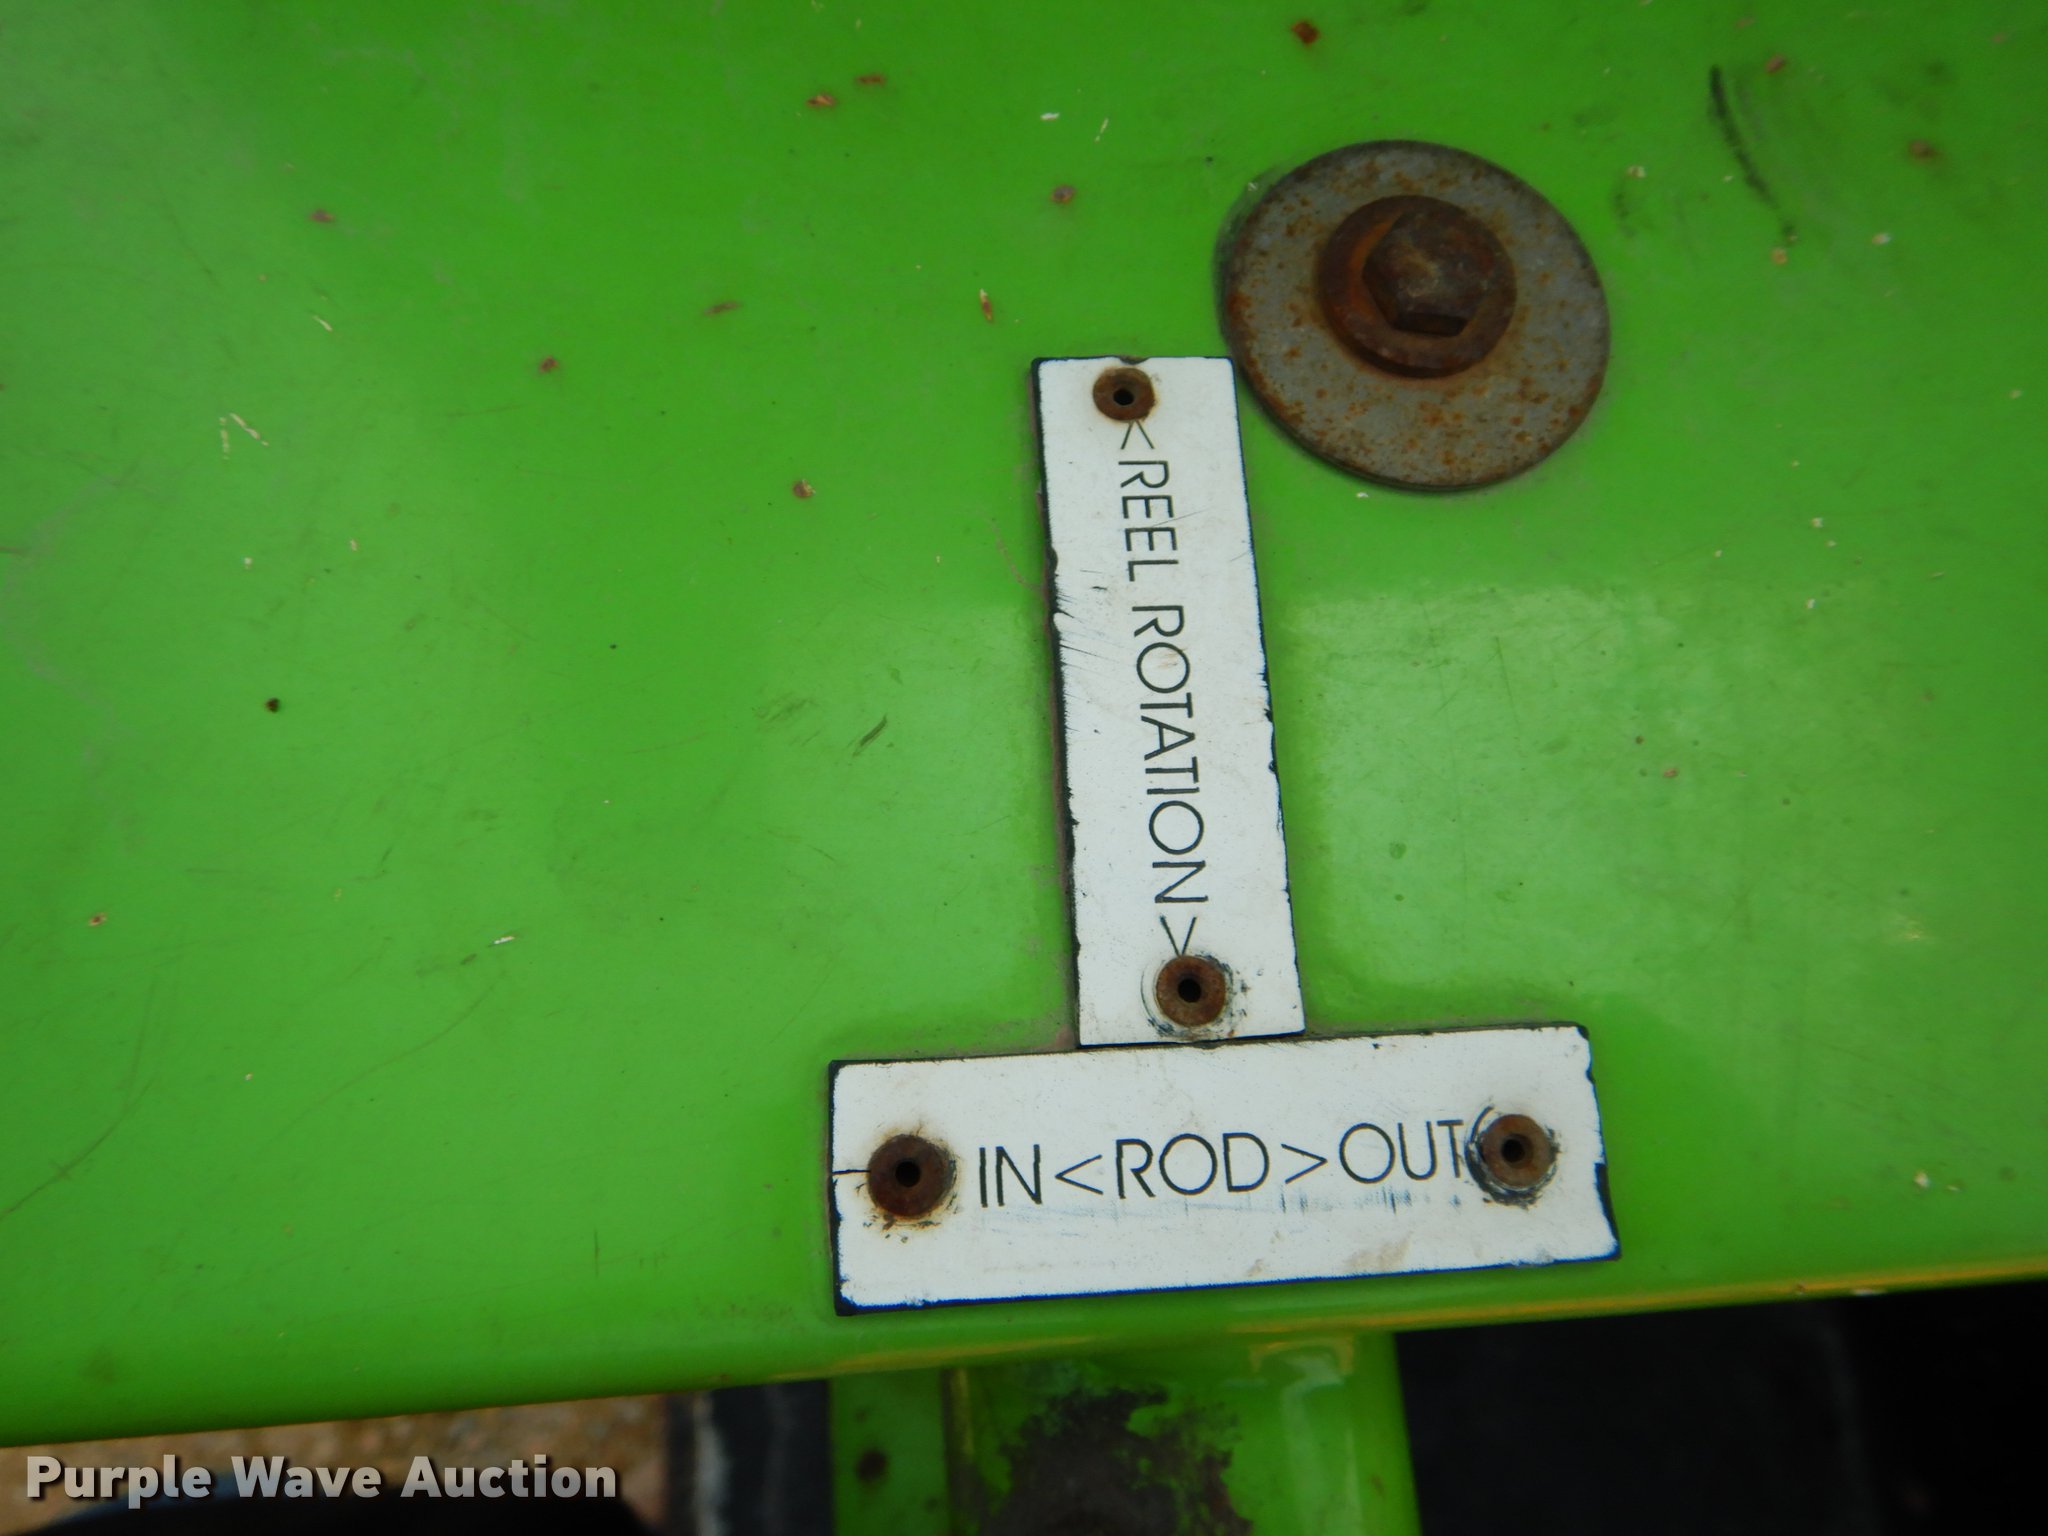 <REEL ROTATION>
IN<ROD>OUT
Purple Wave Auction